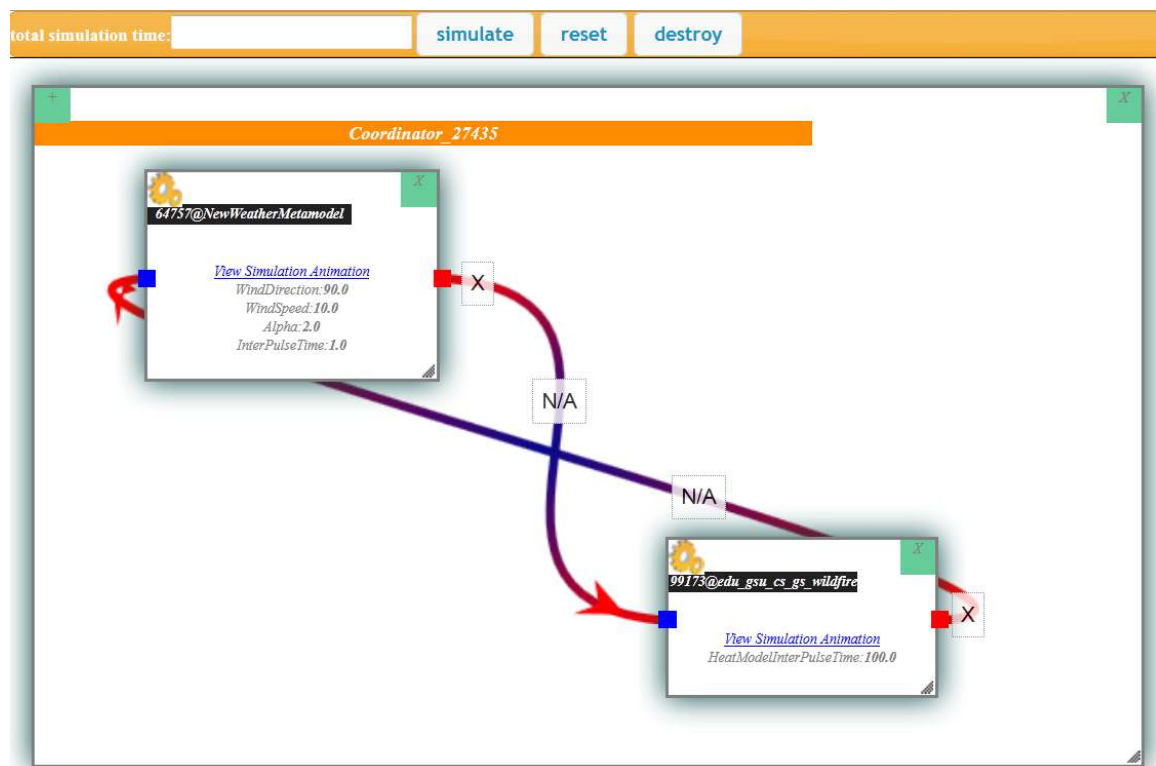 total simulation time: simulate reset destroy
+ X
Coordinator_27435
X
64757@NewWeatherMetamodel
View Simulation Animation
WindDirection:90.0
WindSpeed:10.0
Alpha:2.0
InterPulseTime:1.0
X
N/A
N/A
X
99173@edu_gsu_cs_gs_wildfire
View Simulation Animation
HeatModelInterPulseTime:100.0
X